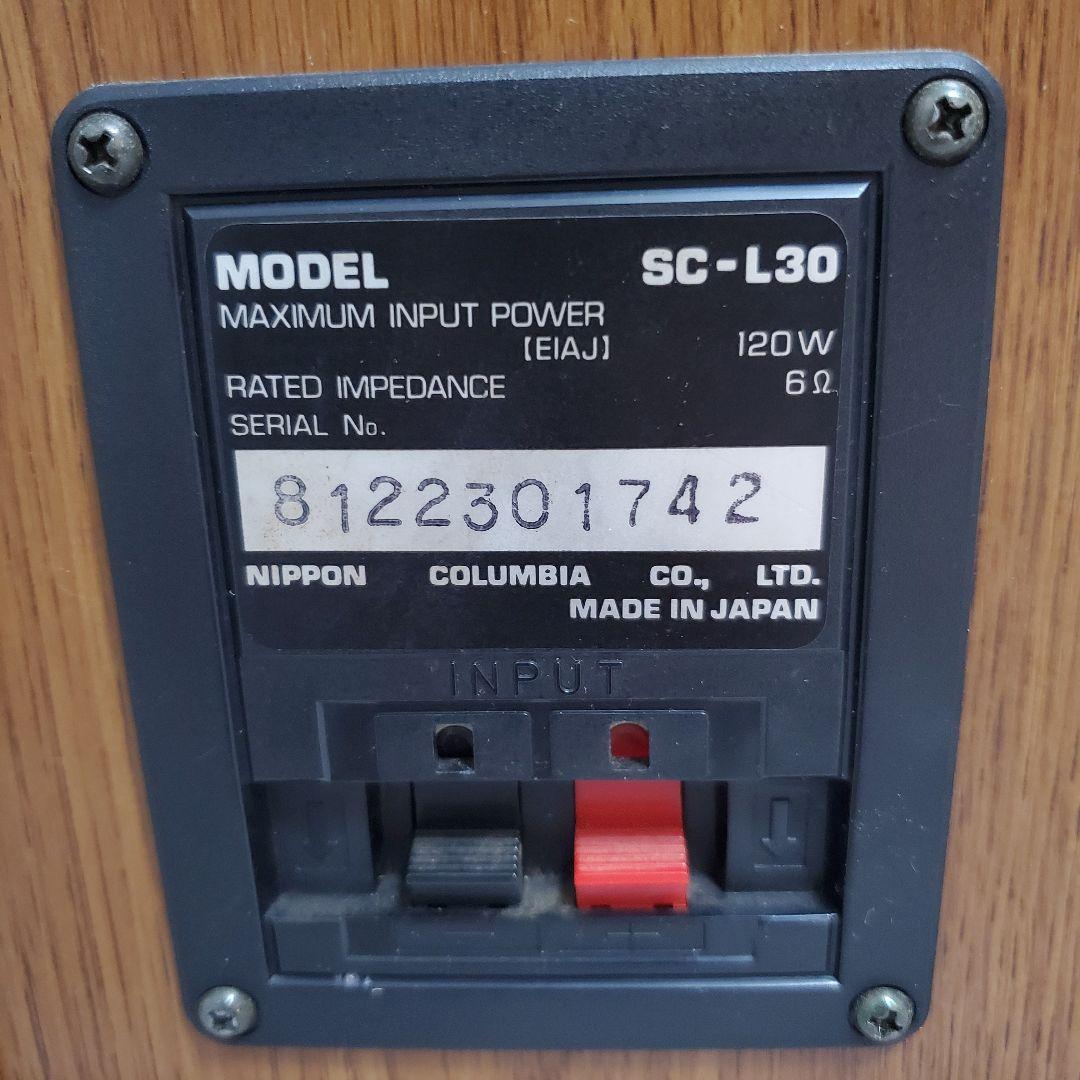 MODEL SC-L30
MAXIMUM INPUT POWER
[EIAJ] 120W
RATED IMPEDANCE 6Ω
SERIAL No.
8122301742
NIPPON COLUMBIA CO., LTD.
MADE IN JAPAN
INPUT